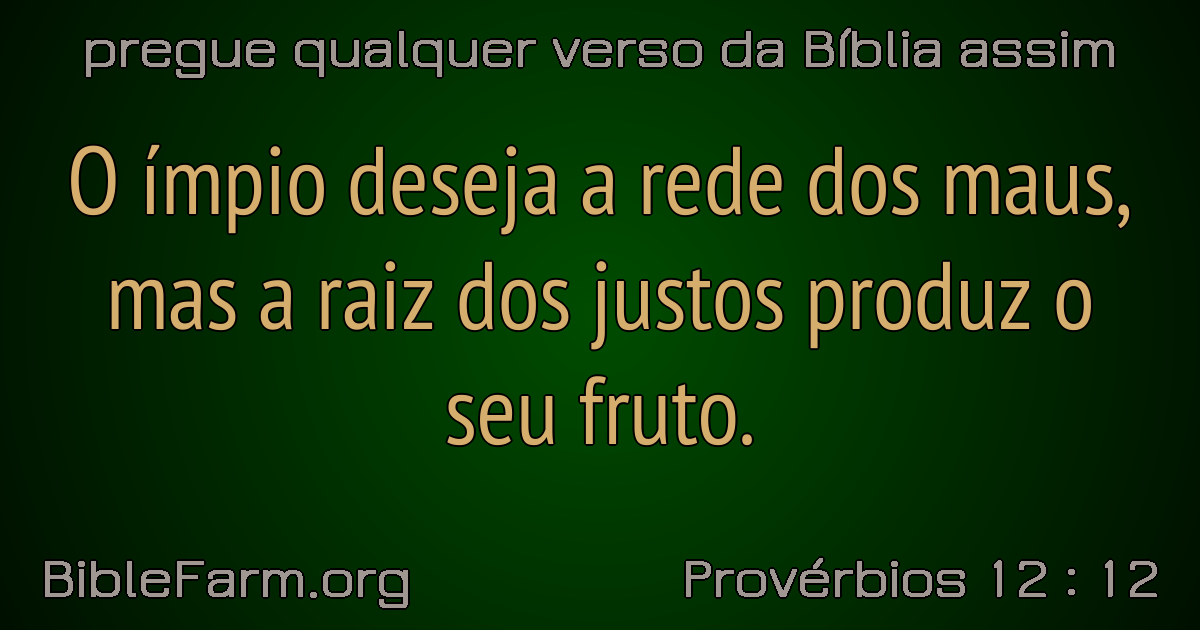 pregue qualquer verso da Bíblia assim
O ímpio deseja a rede dos maus,
mas a raiz dos justos produz o
seu fruto.
BibleFarm.org
Provérbios 12 : 12